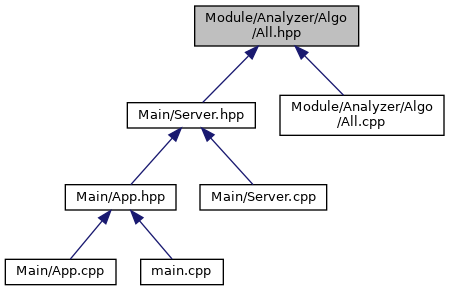 Module/Analyzer/Algo
/All.hpp
Main/Server.hpp
Module/Analyzer/Algo
/All.cpp
Main/App.hpp
Main/Server.cpp
Main/App.cpp
main.cpp